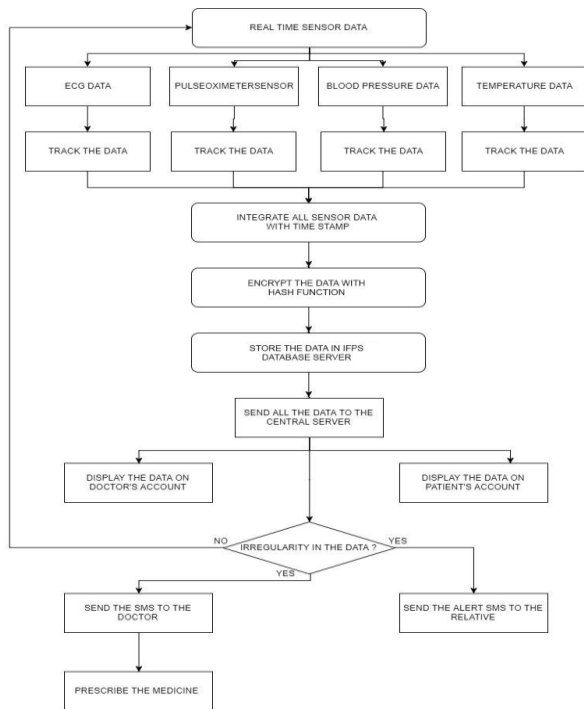 REAL TIME SENSOR DATA
ECG DATA
PULSEOXIMETERSENSOR
BLOOD PRESSURE DATA
TEMPERATURE DATA
TRACK THE DATA
TRACK THE DATA
TRACK THE DATA
TRACK THE DATA
INTEGRATE ALL SENSOR DATA
WITH TIME STAMP
ENCRYPT THE DATA WITH
HASH FUNCTION
STORE THE DATA IN IFPS
DATABASE SERVER
SEND ALL THE DATA TO THE
CENTRAL SERVER
DISPLAY THE DATA ON
DOCTOR'S ACCOUNT
DISPLAY THE DATA ON
PATIENT'S ACCOUNT
NO
IRREGULARITY IN THE DATA ?
YES
YES
SEND THE SMS TO THE
DOCTOR
SEND THE ALERT SMS TO THE
RELATIVE
PRESCRIBE THE MEDICINE